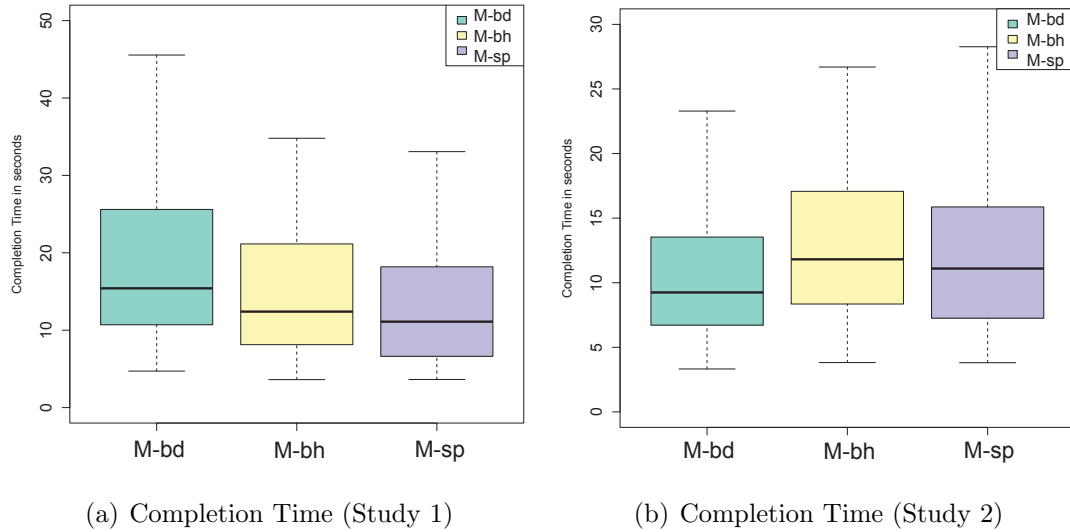 M-bd
M-bh
M-sp
Completion Time in seconds
50
40
30
20
10
0
M-bd M-bh M-sp
(a) Completion Time (Study 1)
M-bd
M-bh
M-sp
Completion Time in seconds
30
25
20
15
10
5
0
M-bd M-bh M-sp
(b) Completion Time (Study 2)